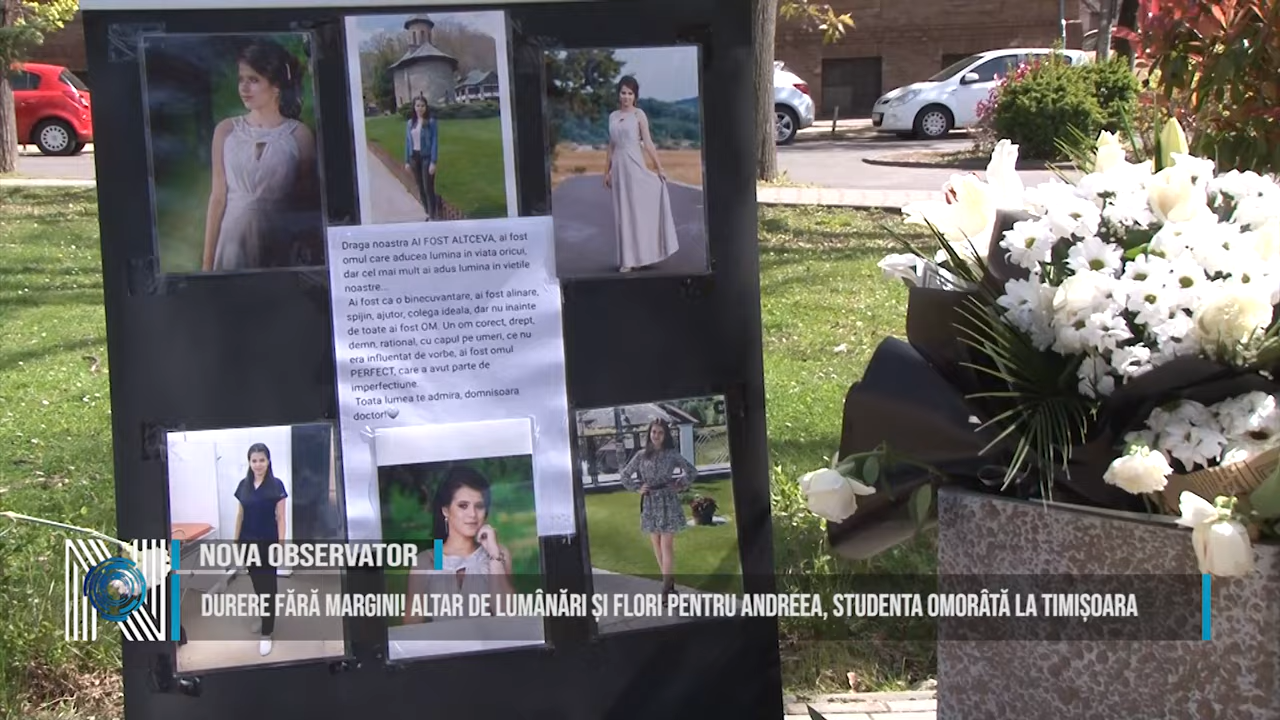 Draga noastra AI FOST ALTCEVA, ai fost
omul care aducea lumina in viata oricui,
dar cel mai mult ai adus lumina in vietile
noastre...
Ai fost ca o binecuvantare, ai fost alinare,
spijin, ajutor, colega ideala, dar nu inainte
de toate ai fost OM. Un om corect, drept,
demn, rational, cu capul pe umeri, ce nu
era influentat de vorbe, ai fost omul
PERFECT, care a avut parte de
imperfectiune.
Toata lumea te admira, domnisoara
doctor!🖤
NOVA OBSERVATOR
DURERE FĂRĂ MARGINI! ALTAR DE LUMÂNĂRI ȘI FLORI PENTRU ANDREEA, STUDENTA OMORÂTĂ LA TIMIȘOARA